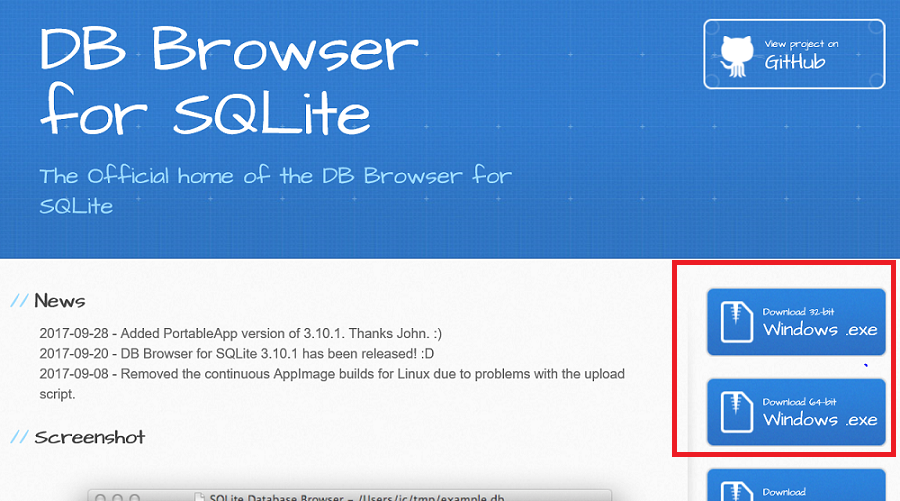 DB Browser
for SQLite
View project on
GitHub
The Official home of the DB Browser for
SQLite
// News
2017-09-28 - Added PortableApp version of 3.10.1. Thanks John. :)
2017-09-20 - DB Browser for SQLite 3.10.1 has been released! :D
2017-09-08 - Removed the continuous AppImage builds for Linux due to problems with the upload
script.
// Screenshot
SQLite Database Browser - /Users/jc/tmp/example.db
Download 32-bit
Windows .exe
Download 64-bit
Windows .exe
Download